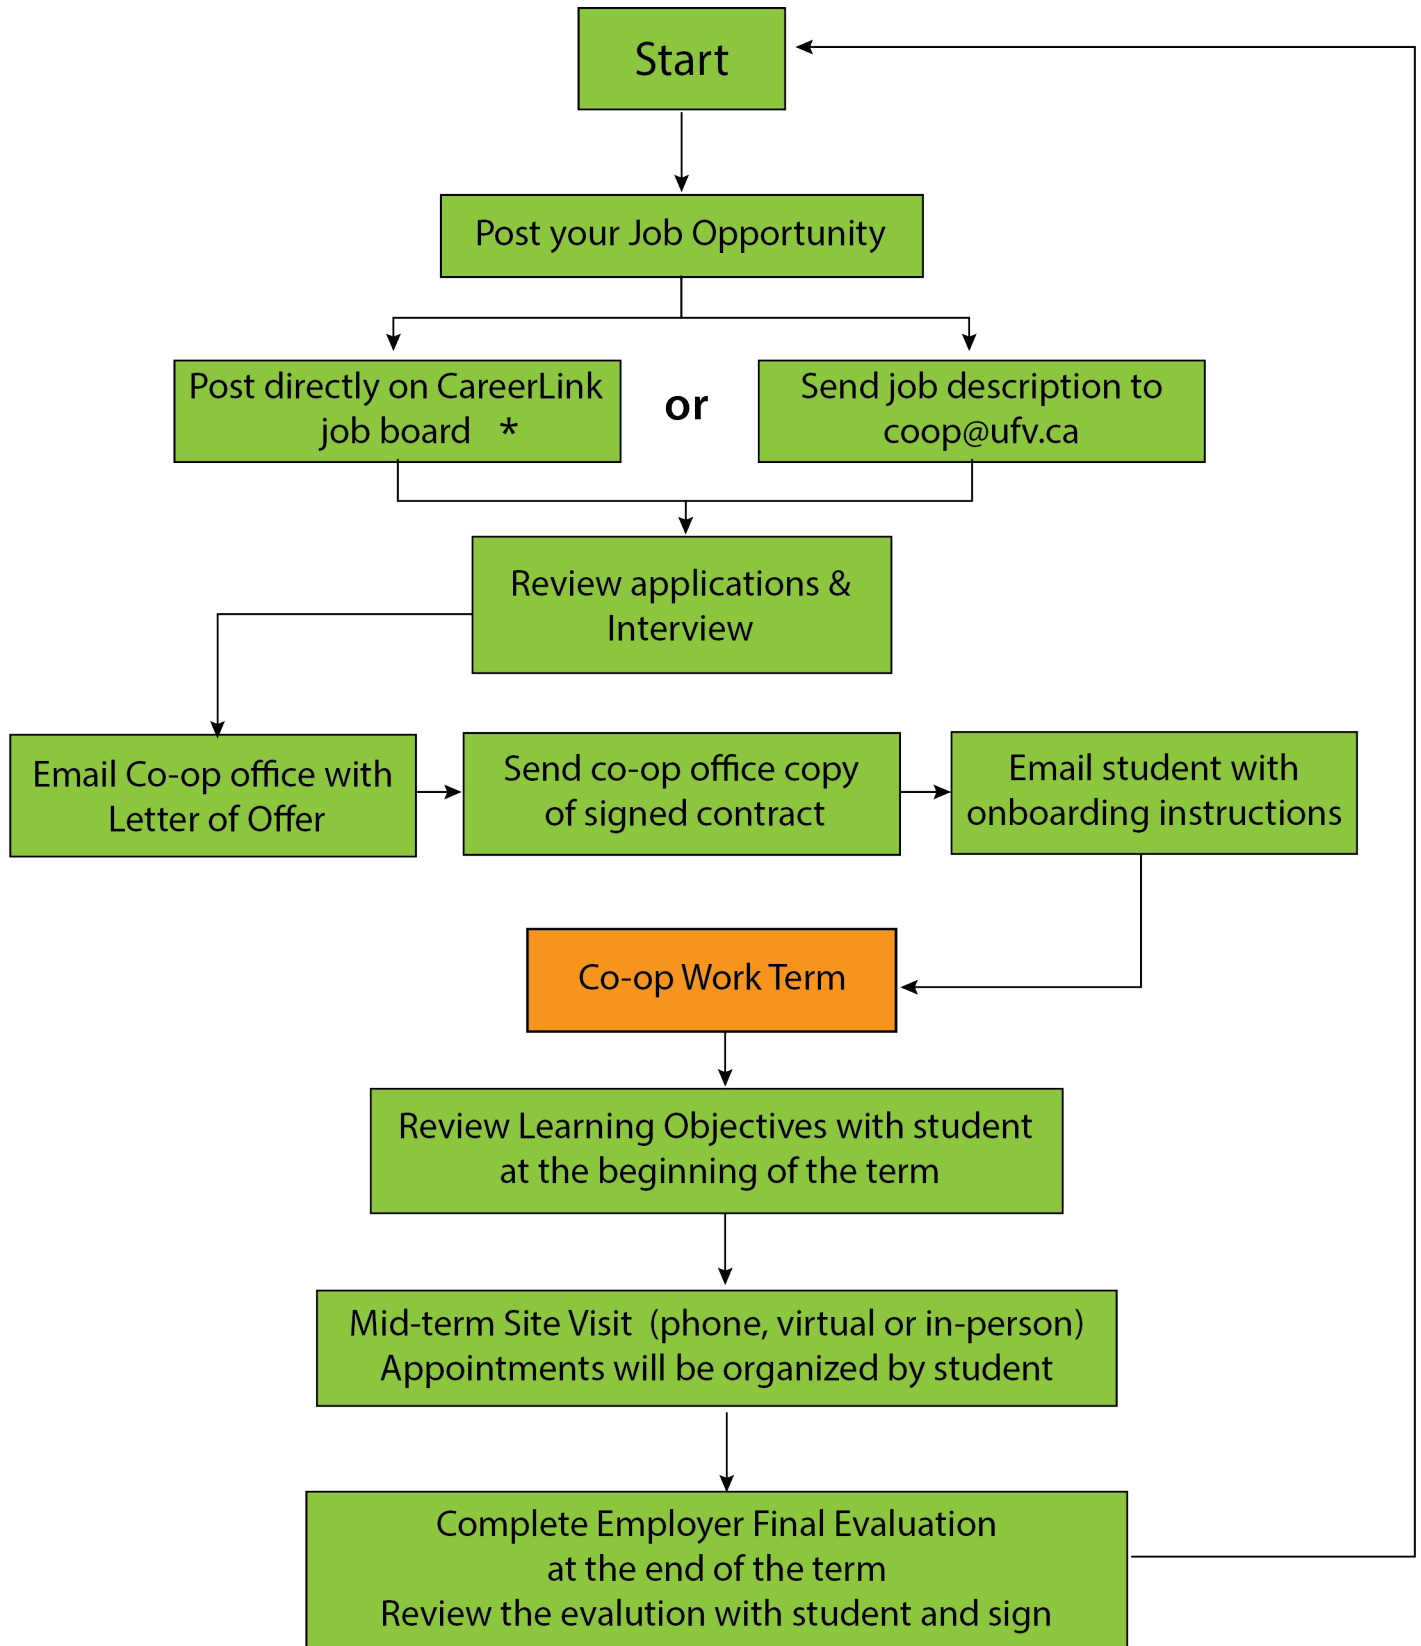 Start
Post your Job Opportunity
Post directly on CareerLink
job board *
or
Send job description to
coop@ufv.ca
Review applications &
Interview
Email Co-op office with
Letter of Offer
Send co-op office copy
of signed contract
Email student with
onboarding instructions
Co-op Work Term
Review Learning Objectives with student
at the beginning of the term
Mid-term Site Visit (phone, virtual or in-person)
Appointments will be organized by student
Complete Employer Final Evaluation
at the end of the term
Review the evalution with student and sign